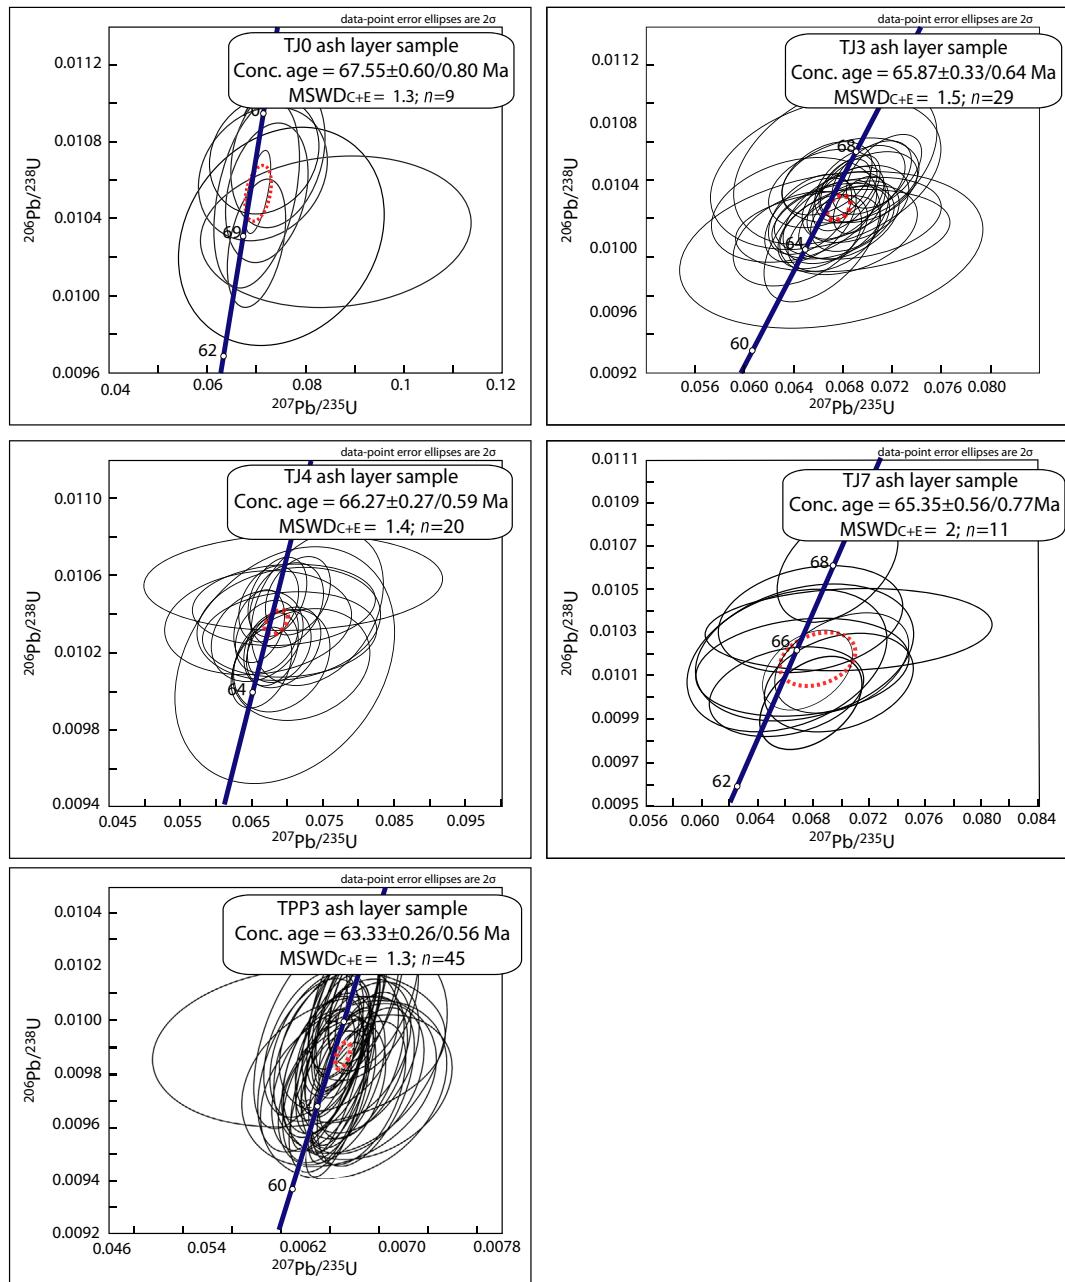 data-point error ellipses are 2σ
TJ0 ash layer sample
Conc. age = 67.55±0.60/0.80 Ma
MSWDC+E = 1.3; n=9
0.0112
0.0108
0.0104
0.0100
0.0096
206Pb/238U
69
62
0.04
0.06
0.08
0.1
0.12
207Pb/235U
data-point error ellipses are 2σ
TJ3 ash layer sample
Conc. age = 65.87±0.33/0.64 Ma
MSWDC+E = 1.5; n=29
0.0112
0.0108
0.0104
0.0100
0.0096
0.0092
206Pb/238U
68
64
60
0.056
0.060
0.064
0.068
0.072
0.076
0.080
207Pb/235U
data-point error ellipses are 2σ
TJ4 ash layer sample
Conc. age = 66.27±0.27/0.59 Ma
MSWDC+E = 1.4; n=20
0.0110
0.0106
0.0102
0.0098
0.0094
206Pb/238U
64
0.045
0.055
0.065
0.075
0.085
0.095
207Pb/235U
data-point error ellipses are 2σ
TJ7 ash layer sample
Conc. age = 65.35±0.56/0.77Ma
MSWDC+E = 2; n=11
0.0111
0.0109
0.0107
0.0105
0.0103
0.0101
0.0099
0.0097
0.0095
206Pb/238U
68
66
62
0.056
0.060
0.064
0.068
0.072
0.076
0.080
0.084
207Pb/235U
data-point error ellipses are 2σ
TPP3 ash layer sample
Conc. age = 63.33±0.26/0.56 Ma
MSWDC+E = 1.3; n=45
0.0104
0.0102
0.0100
0.0098
0.0096
0.0094
0.0092
206Pb/238U
60
0.046
0.054
0.0062
0.0070
0.0078
207Pb/235U